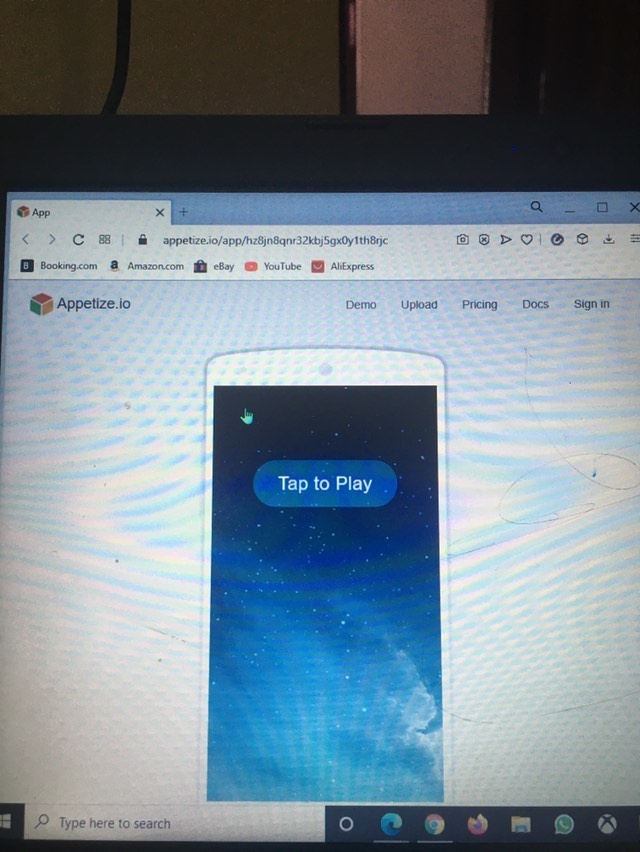 App
appetize.io/app/hz8jn8qnr32kbj5gx0y1th8rjc
B Booking.com a Amazon.com eBay YouTube AliExpress
Appetize.io Demo Upload Pricing Docs Sign in
Tap to Play
Type here to search